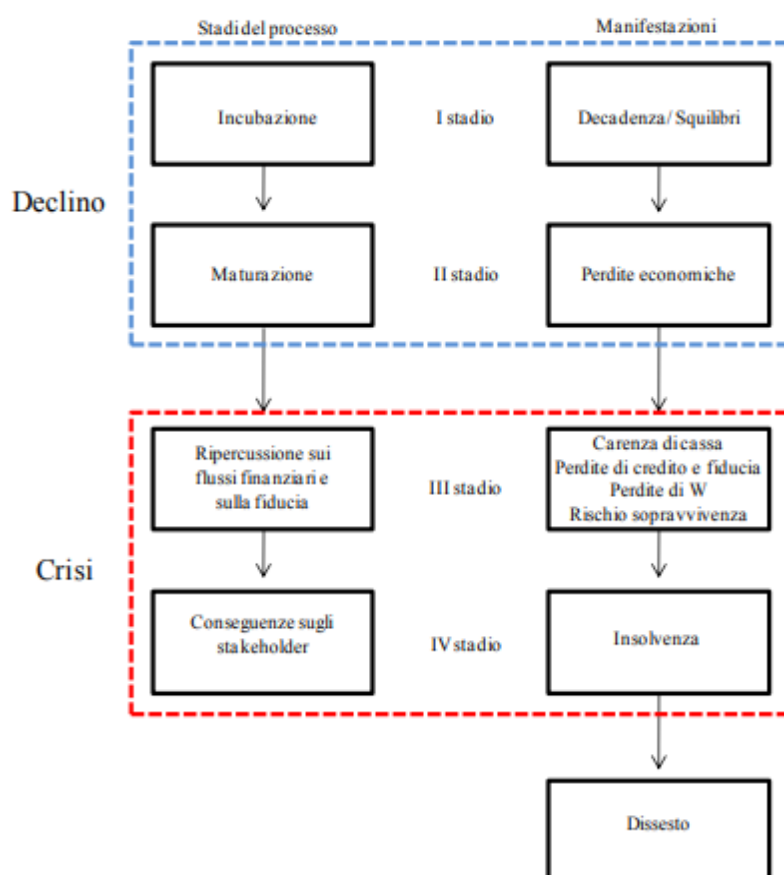 Stadi del processo
Manifestazioni
Declino
Incubazione
I stadio
Decadenza/ Squilibri
Maturazione
II stadio
Perdite economiche
Crisi
Ripercussione sui
flussi finanziari e
sulla fiducia
III stadio
Carenza di cassa
Perdite di credito e fiducia
Perdite di W
Rischio sopravvivenza
Conseguenze sugli
stakeholder
IV stadio
Insolvenza
Dissesto